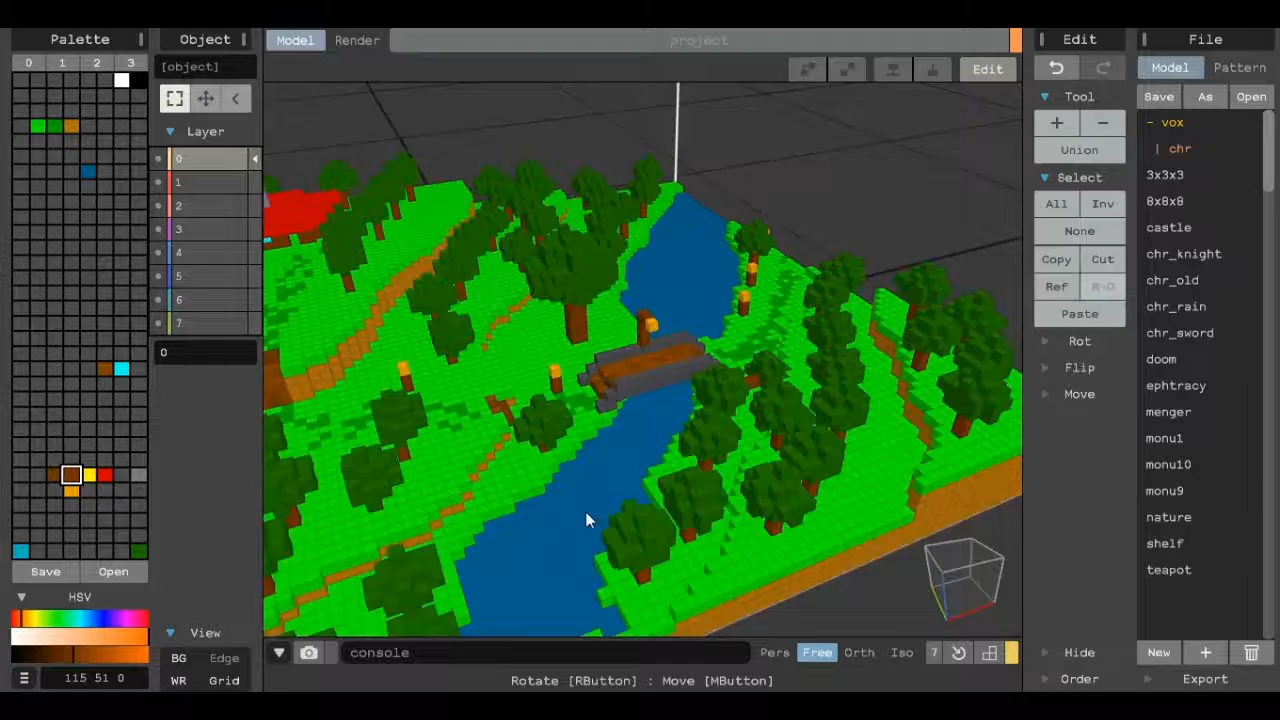 Palette
0 1 2 3
Save Open
HSV
115 51 0
Object
[object]
Layer
0
1
2
3
4
5
6
7
0
View
BG Edge
WR Grid
Model Render project
Edit
console Pers Free Orth Iso 7
Rotate [RButton] : Move [MButton]
Edit
Tool
+ -
Union
Select
All Inv
None
Copy Cut
Ref
Paste
Rot
Flip
Move
Hide
Order
File
Model Pattern
Save As Open
- vox
| chr
3x3x3
8x8x8
castle
chr_knight
chr_old
chr_rain
chr_sword
doom
ephtracy
menger
monu1
monu10
monu9
nature
shelf
teapot
New +
Export